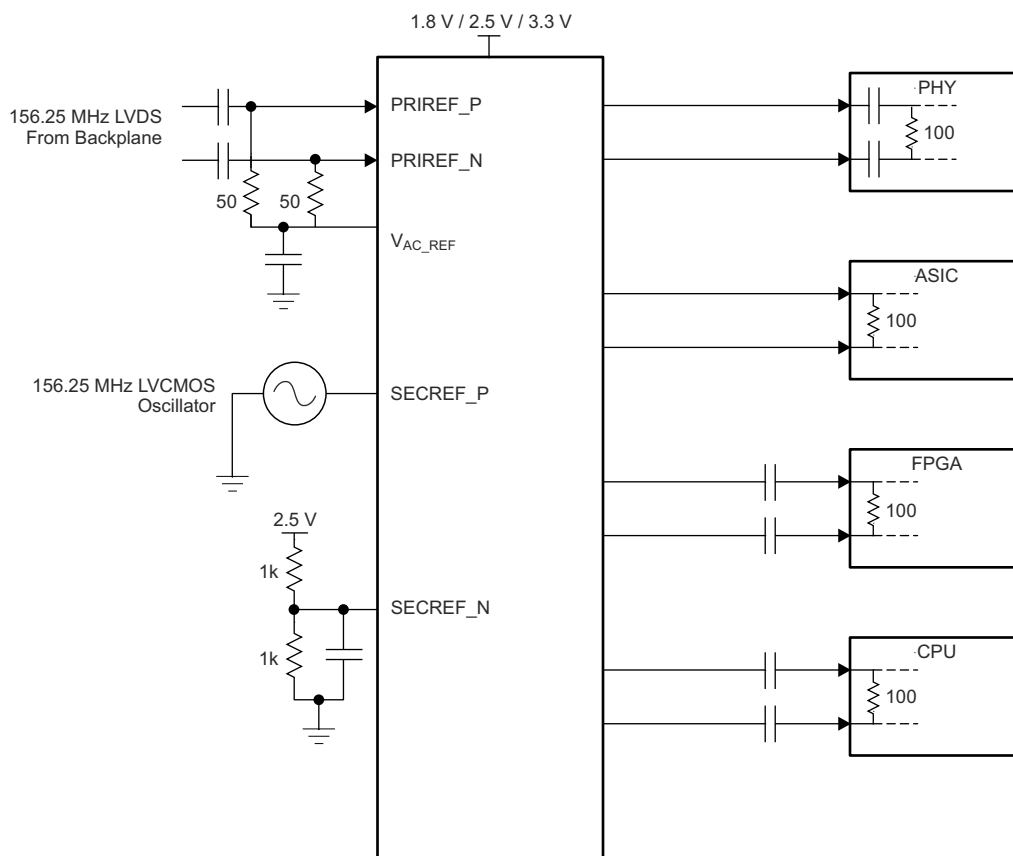 1.8 V / 2.5 V / 3.3 V
156.25 MHz LVDS
From Backplane
PRIREF_P
PRIREF_N
50
50
VAC_REF
156.25 MHz LVCMOS
Oscillator
SECREF_P
2.5 V
1k
1k
SECREF_N
PHY
100
ASIC
100
FPGA
100
CPU
100